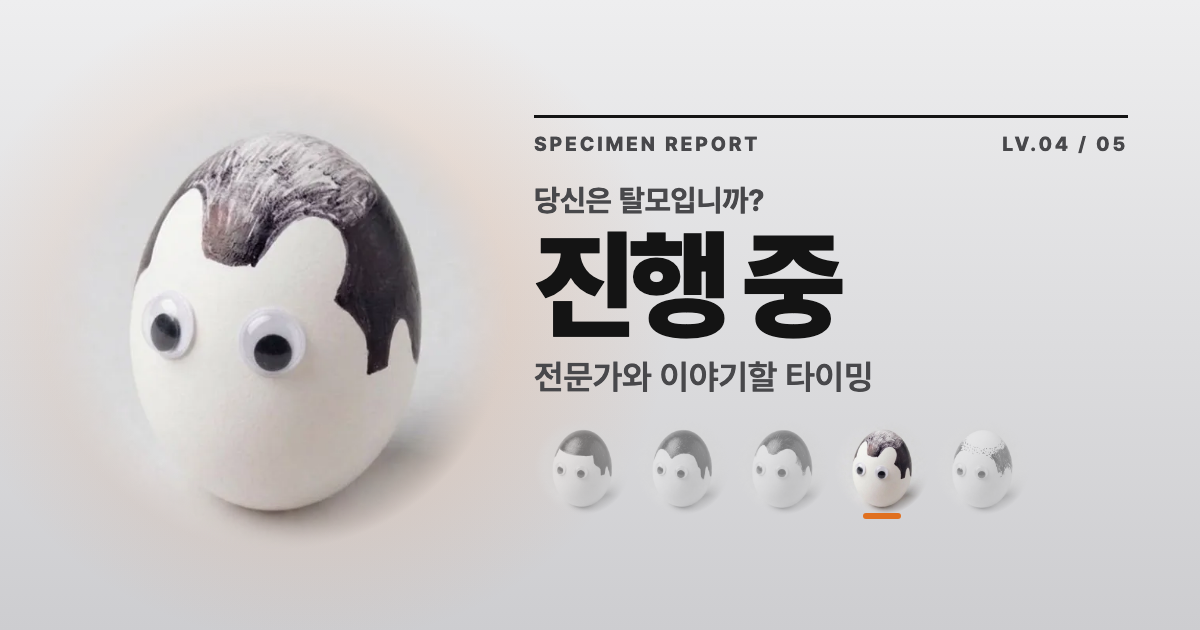 SPECIMEN REPORT
LV.04 / 05
당신은 탈모입니까?
진행 중
전문가와 이야기할 타이밍